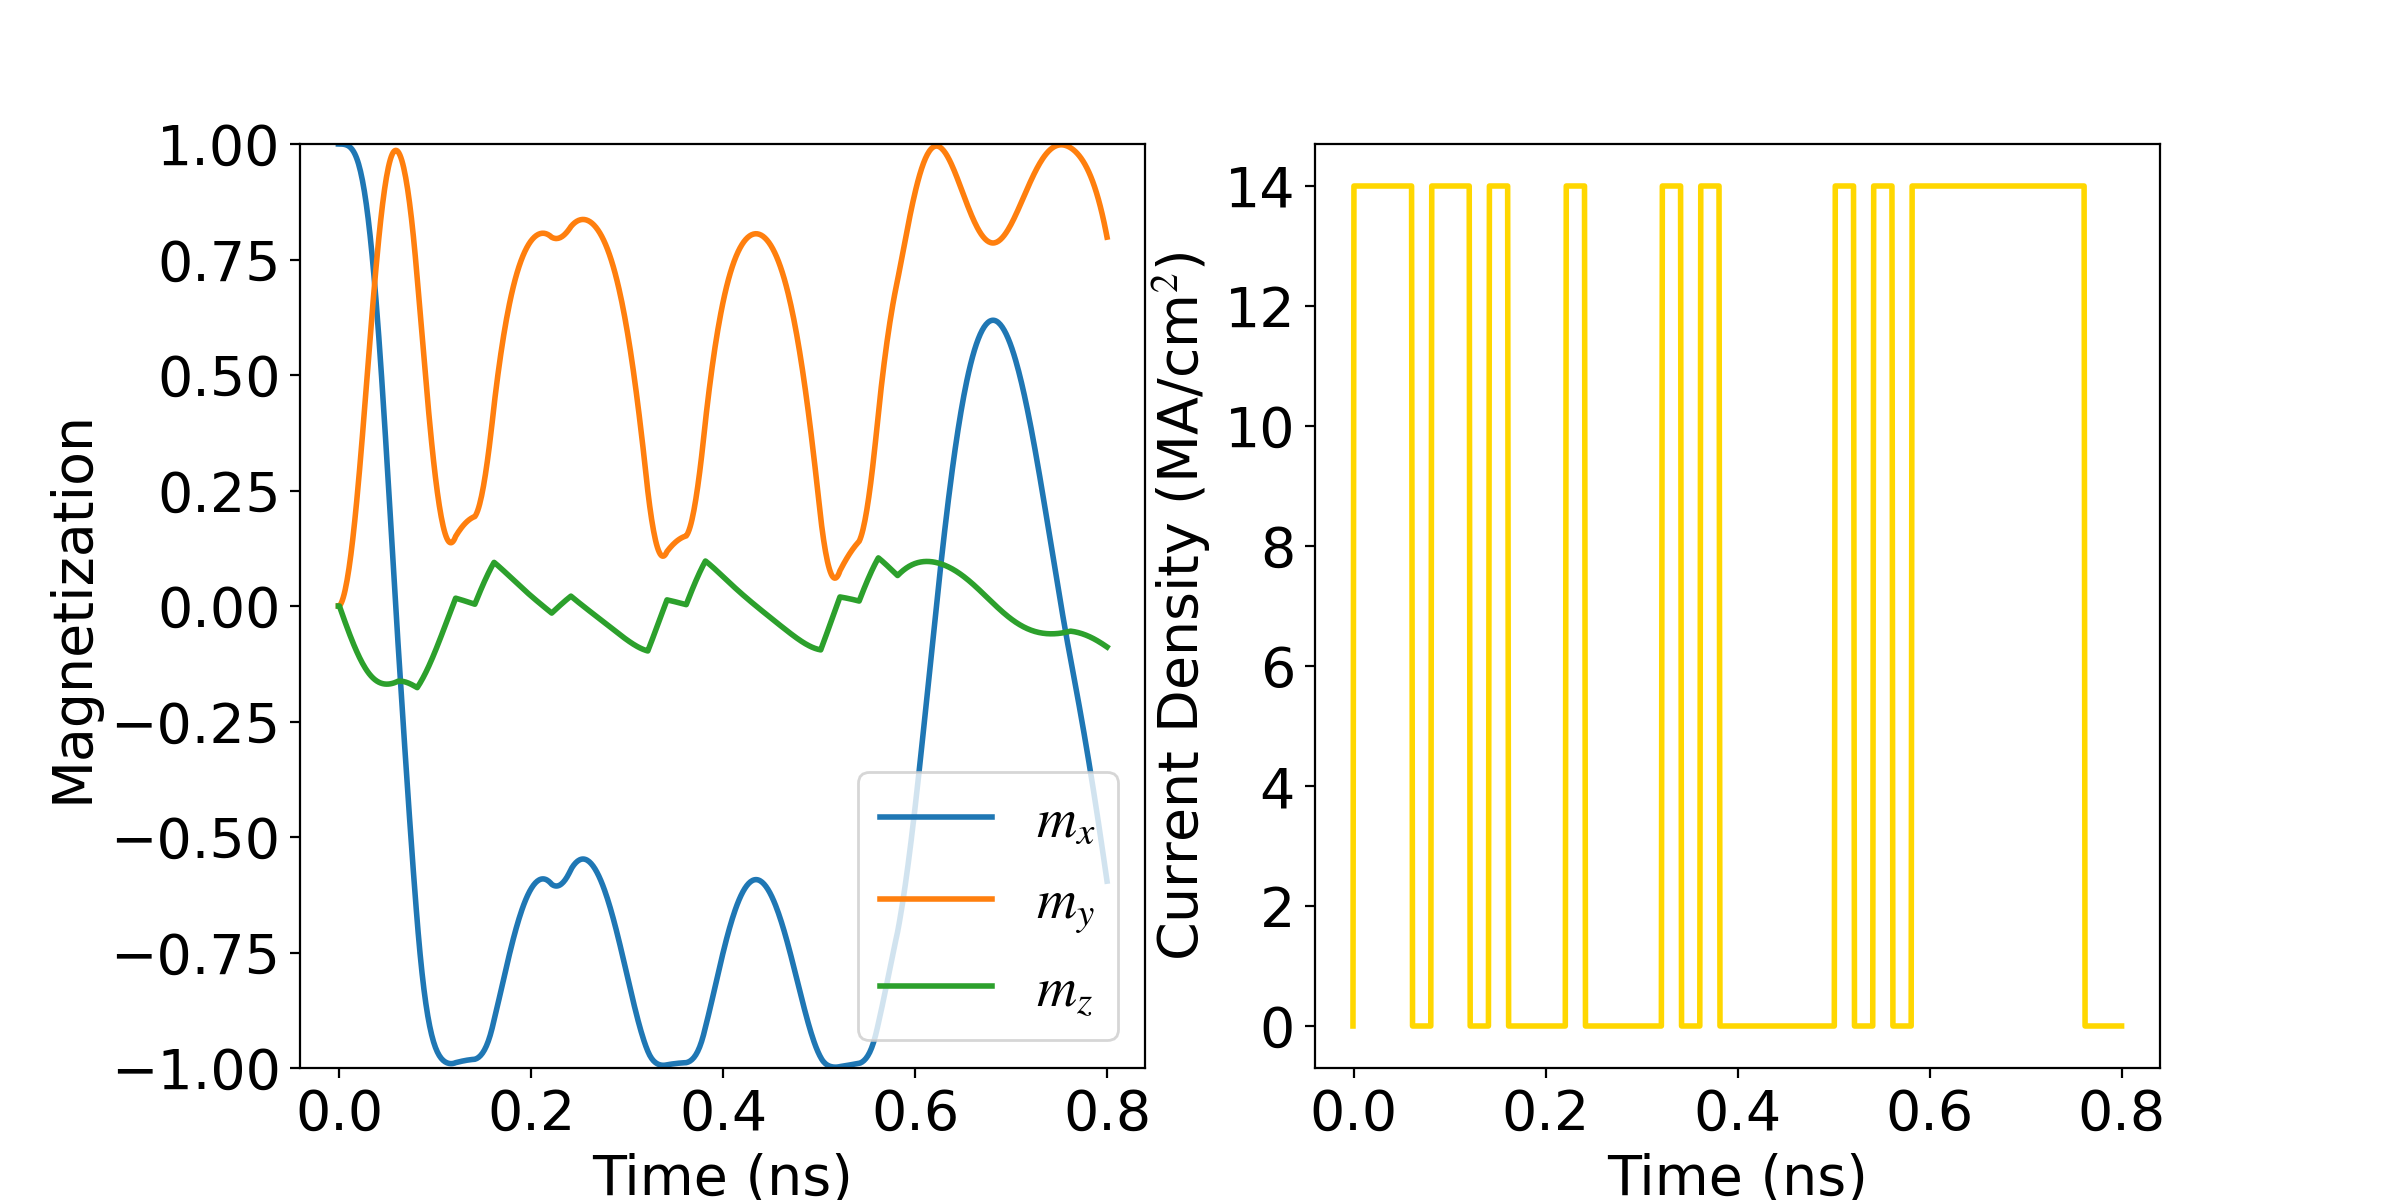 Magnetization
1.00
0.75
0.50
0.25
0.00
−0.25
−0.50
−0.75
−1.00
0.0 0.2 0.4 0.6 0.8
Time (ns)
m_x
m_y
m_z
Current Density (MA/cm²)
14
12
10
8
6
4
2
0
0.0 0.2 0.4 0.6 0.8
Time (ns)